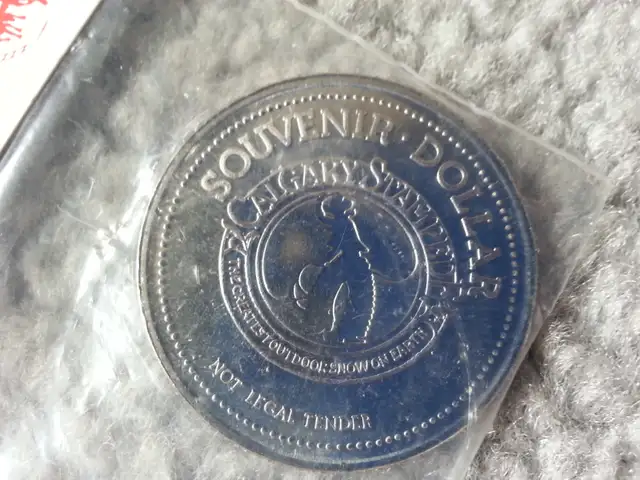 SOUVENIR DOLLAR
CALGARY STAMPEDE
THE GREATEST OUTDOOR SHOW ON EARTH
NOT LEGAL TENDER